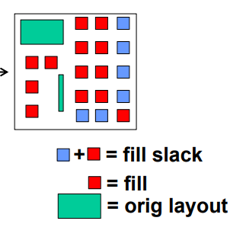 + = fill slack
= fill
= orig layout